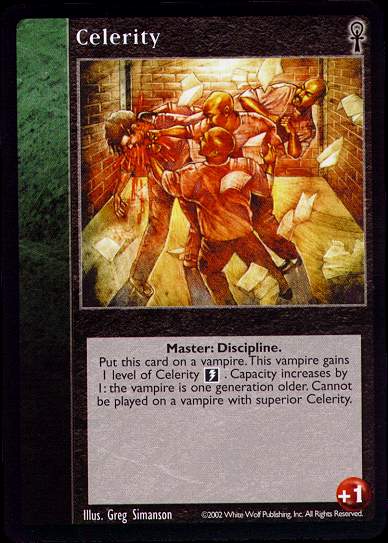 Celerity
Master: Discipline.
Put this card on a vampire. This vampire gains
1 level of Celerity . Capacity increases by
1: the vampire is one generation older. Cannot
be played on a vampire with superior Celerity.
+1
Illus. Greg Simanson
©2002 White Wolf Publishing, Inc. All Rights Reserved.